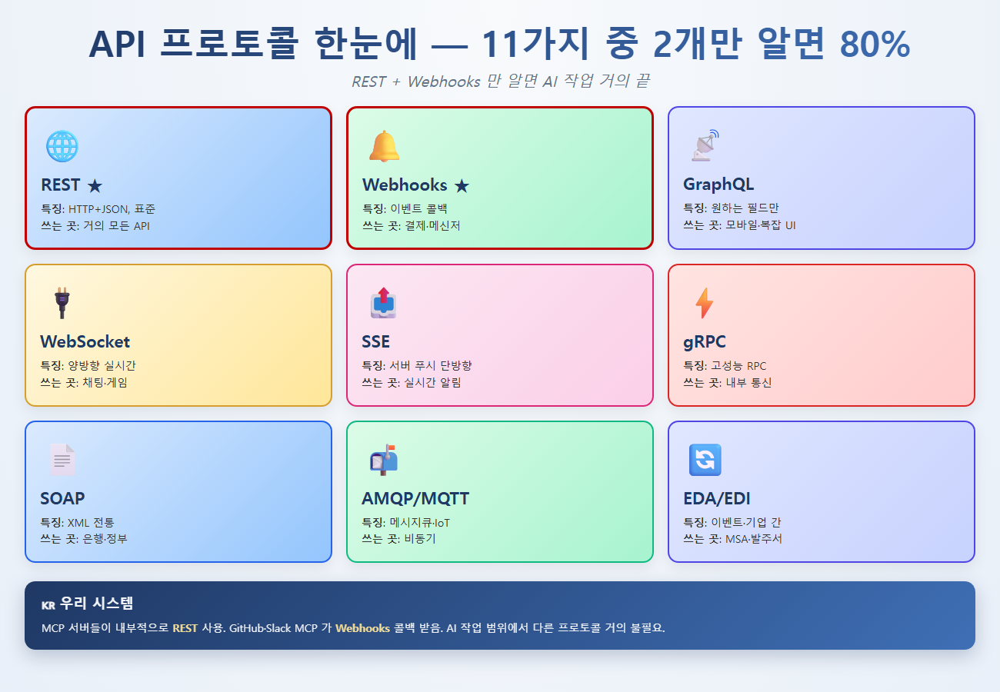 API 프로토콜 한눈에 — 11가지 중 2개만 알면 80%
REST + Webhooks 만 알면 AI 작업 거의 끝
REST ★
특징: HTTP+JSON, 표준
쓰는 곳: 거의 모든 API
Webhooks ★
특징: 이벤트 콜백
쓰는 곳: 결제·메신저
GraphQL
특징: 원하는 필드만
쓰는 곳: 모바일·복잡 UI
WebSocket
특징: 양방향 실시간
쓰는 곳: 채팅·게임
SSE
특징: 서버 푸시 단방향
쓰는 곳: 실시간 알림
gRPC
특징: 고성능 RPC
쓰는 곳: 내부 통신
SOAP
특징: XML 전통
쓰는 곳: 은행·정부
AMQP/MQTT
특징: 메시지큐·IoT
쓰는 곳: 비동기
EDA/EDI
특징: 이벤트·기업 간
쓰는 곳: MSA·발주서
KR 우리 시스템
MCP 서버들이 내부적으로 REST 사용. GitHub·Slack MCP 가 Webhooks 콜백 받음. AI 작업 범위에서 다른 프로토콜 거의 불필요.